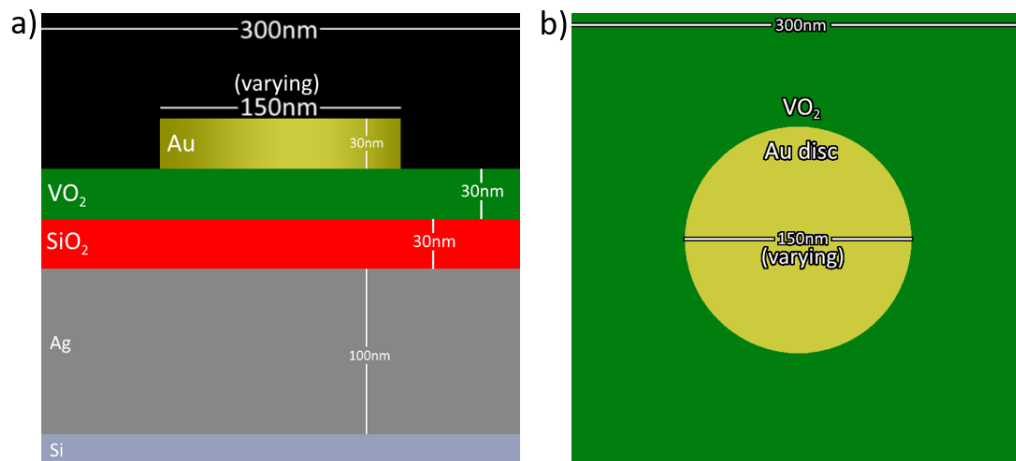 a)
300nm
(varying)
150nm
Au
30nm
VO₂
30nm
SiO₂
30nm
Ag
100nm
Si
b)
300nm
VO₂
Au disc
150nm
(varying)